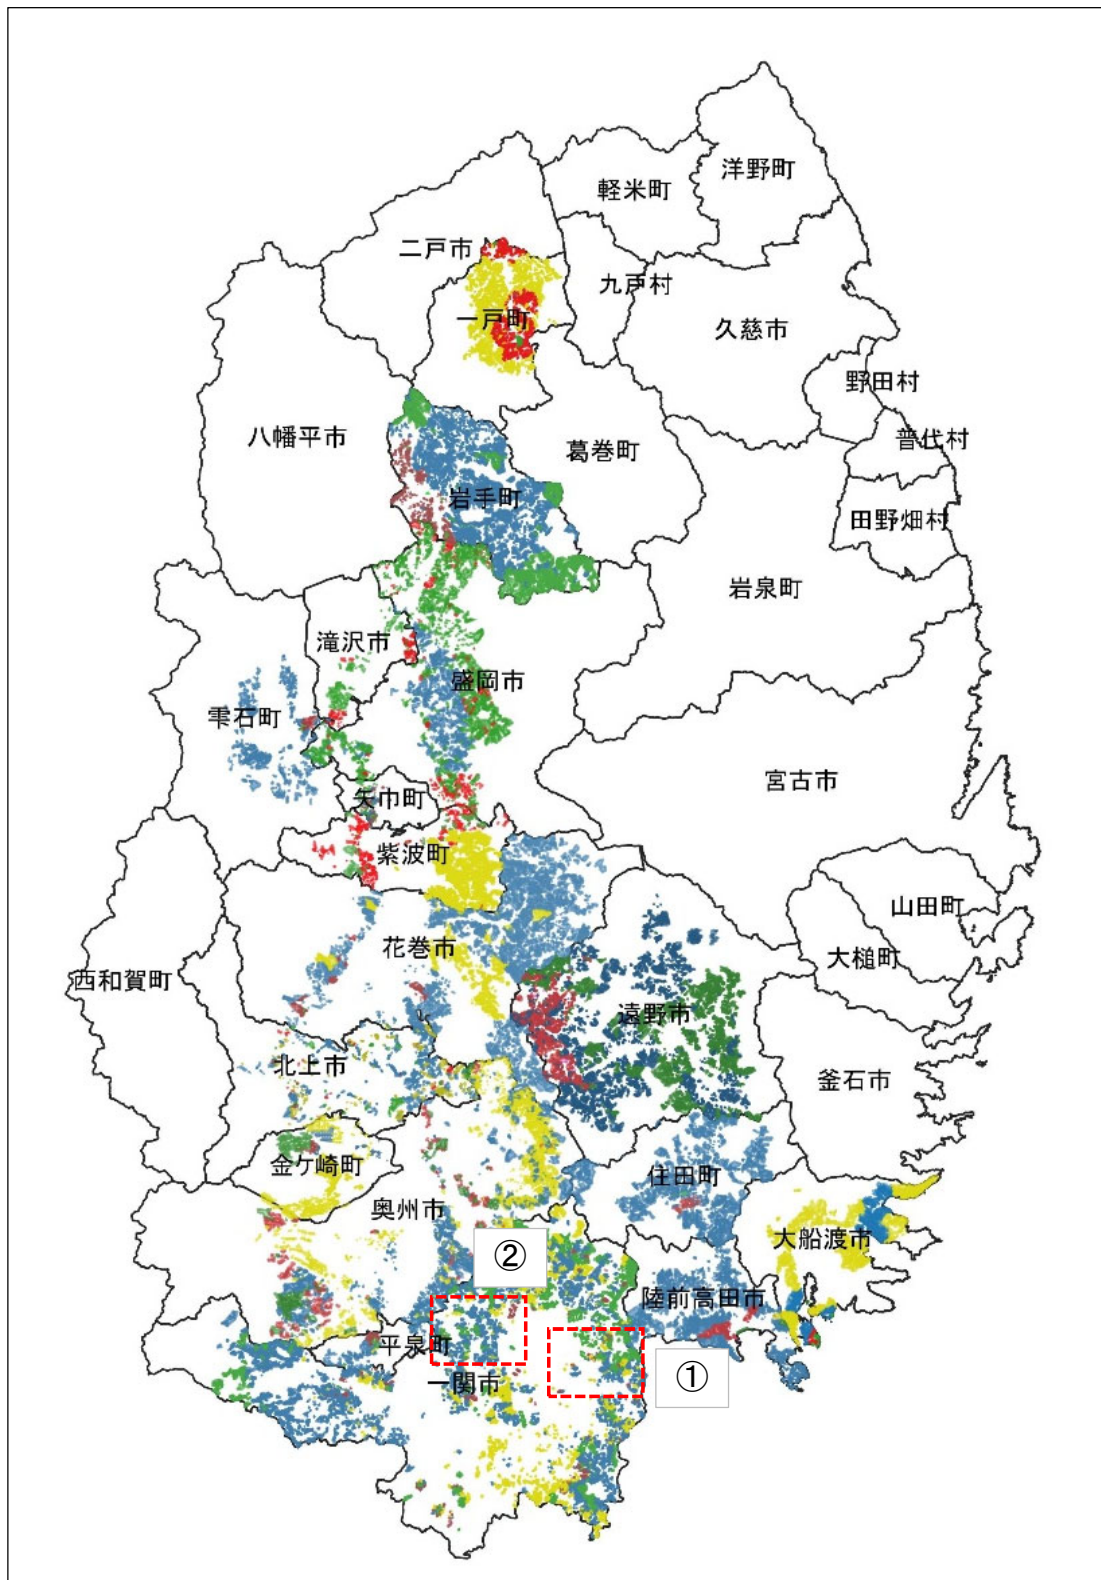 洋野町
軽米町
二戸市
九戸村
一戸町
久慈市
野田村
普代村
八幡平市
葛巻町
岩手町
田野畑村
岩泉町
滝沢市
盛岡市
雫石町
宮古市
矢巾町
紫波町
山田町
花巻市
大槌町
西和賀町
遠野市
北上市
釜石市
金ケ崎町
住田町
奥州市
大船渡市
②
陸前高田市
平泉町
①
一関市